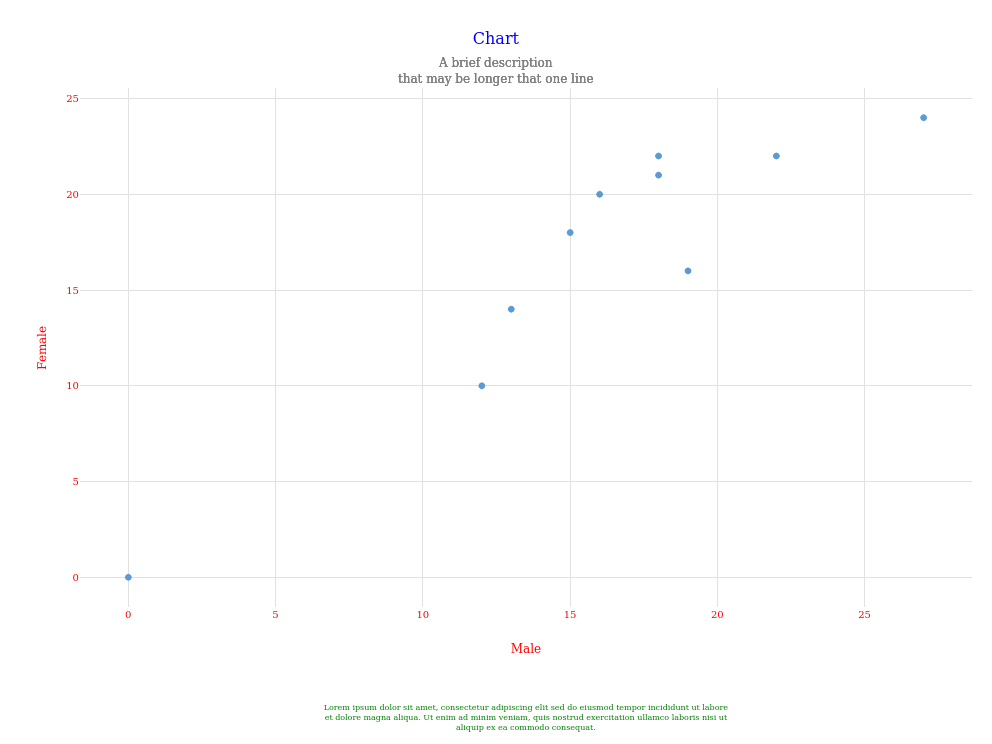 Chart
A brief description
that may be longer that one line
25
20
15
10
5
0
Female
0 5 10 15 20 25
Male
Lorem ipsum dolor sit amet, consectetur adipiscing elit sed do eiusmod tempor incididunt ut labore
et dolore magna aliqua. Ut enim ad minim veniam, quis nostrud exercitation ullamco laboris nisi ut
aliquip ex ea commodo consequat.